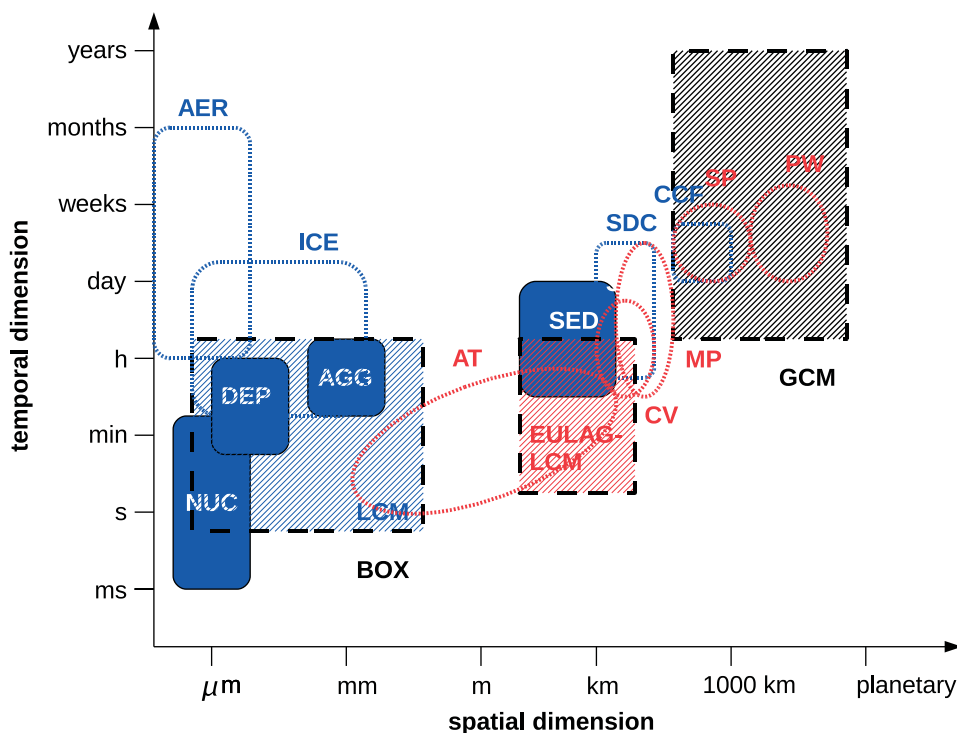 years
AER
months
PW
SP
weeks
CCF
SDC
ICE
day
SED
h
AT
MP
AGG
GCM
DEP
CV
min
EULAG-
LCM
NUC
s
LCM
BOX
ms
temporal dimension
μm
mm
m
km
1000 km
planetary
spatial dimension